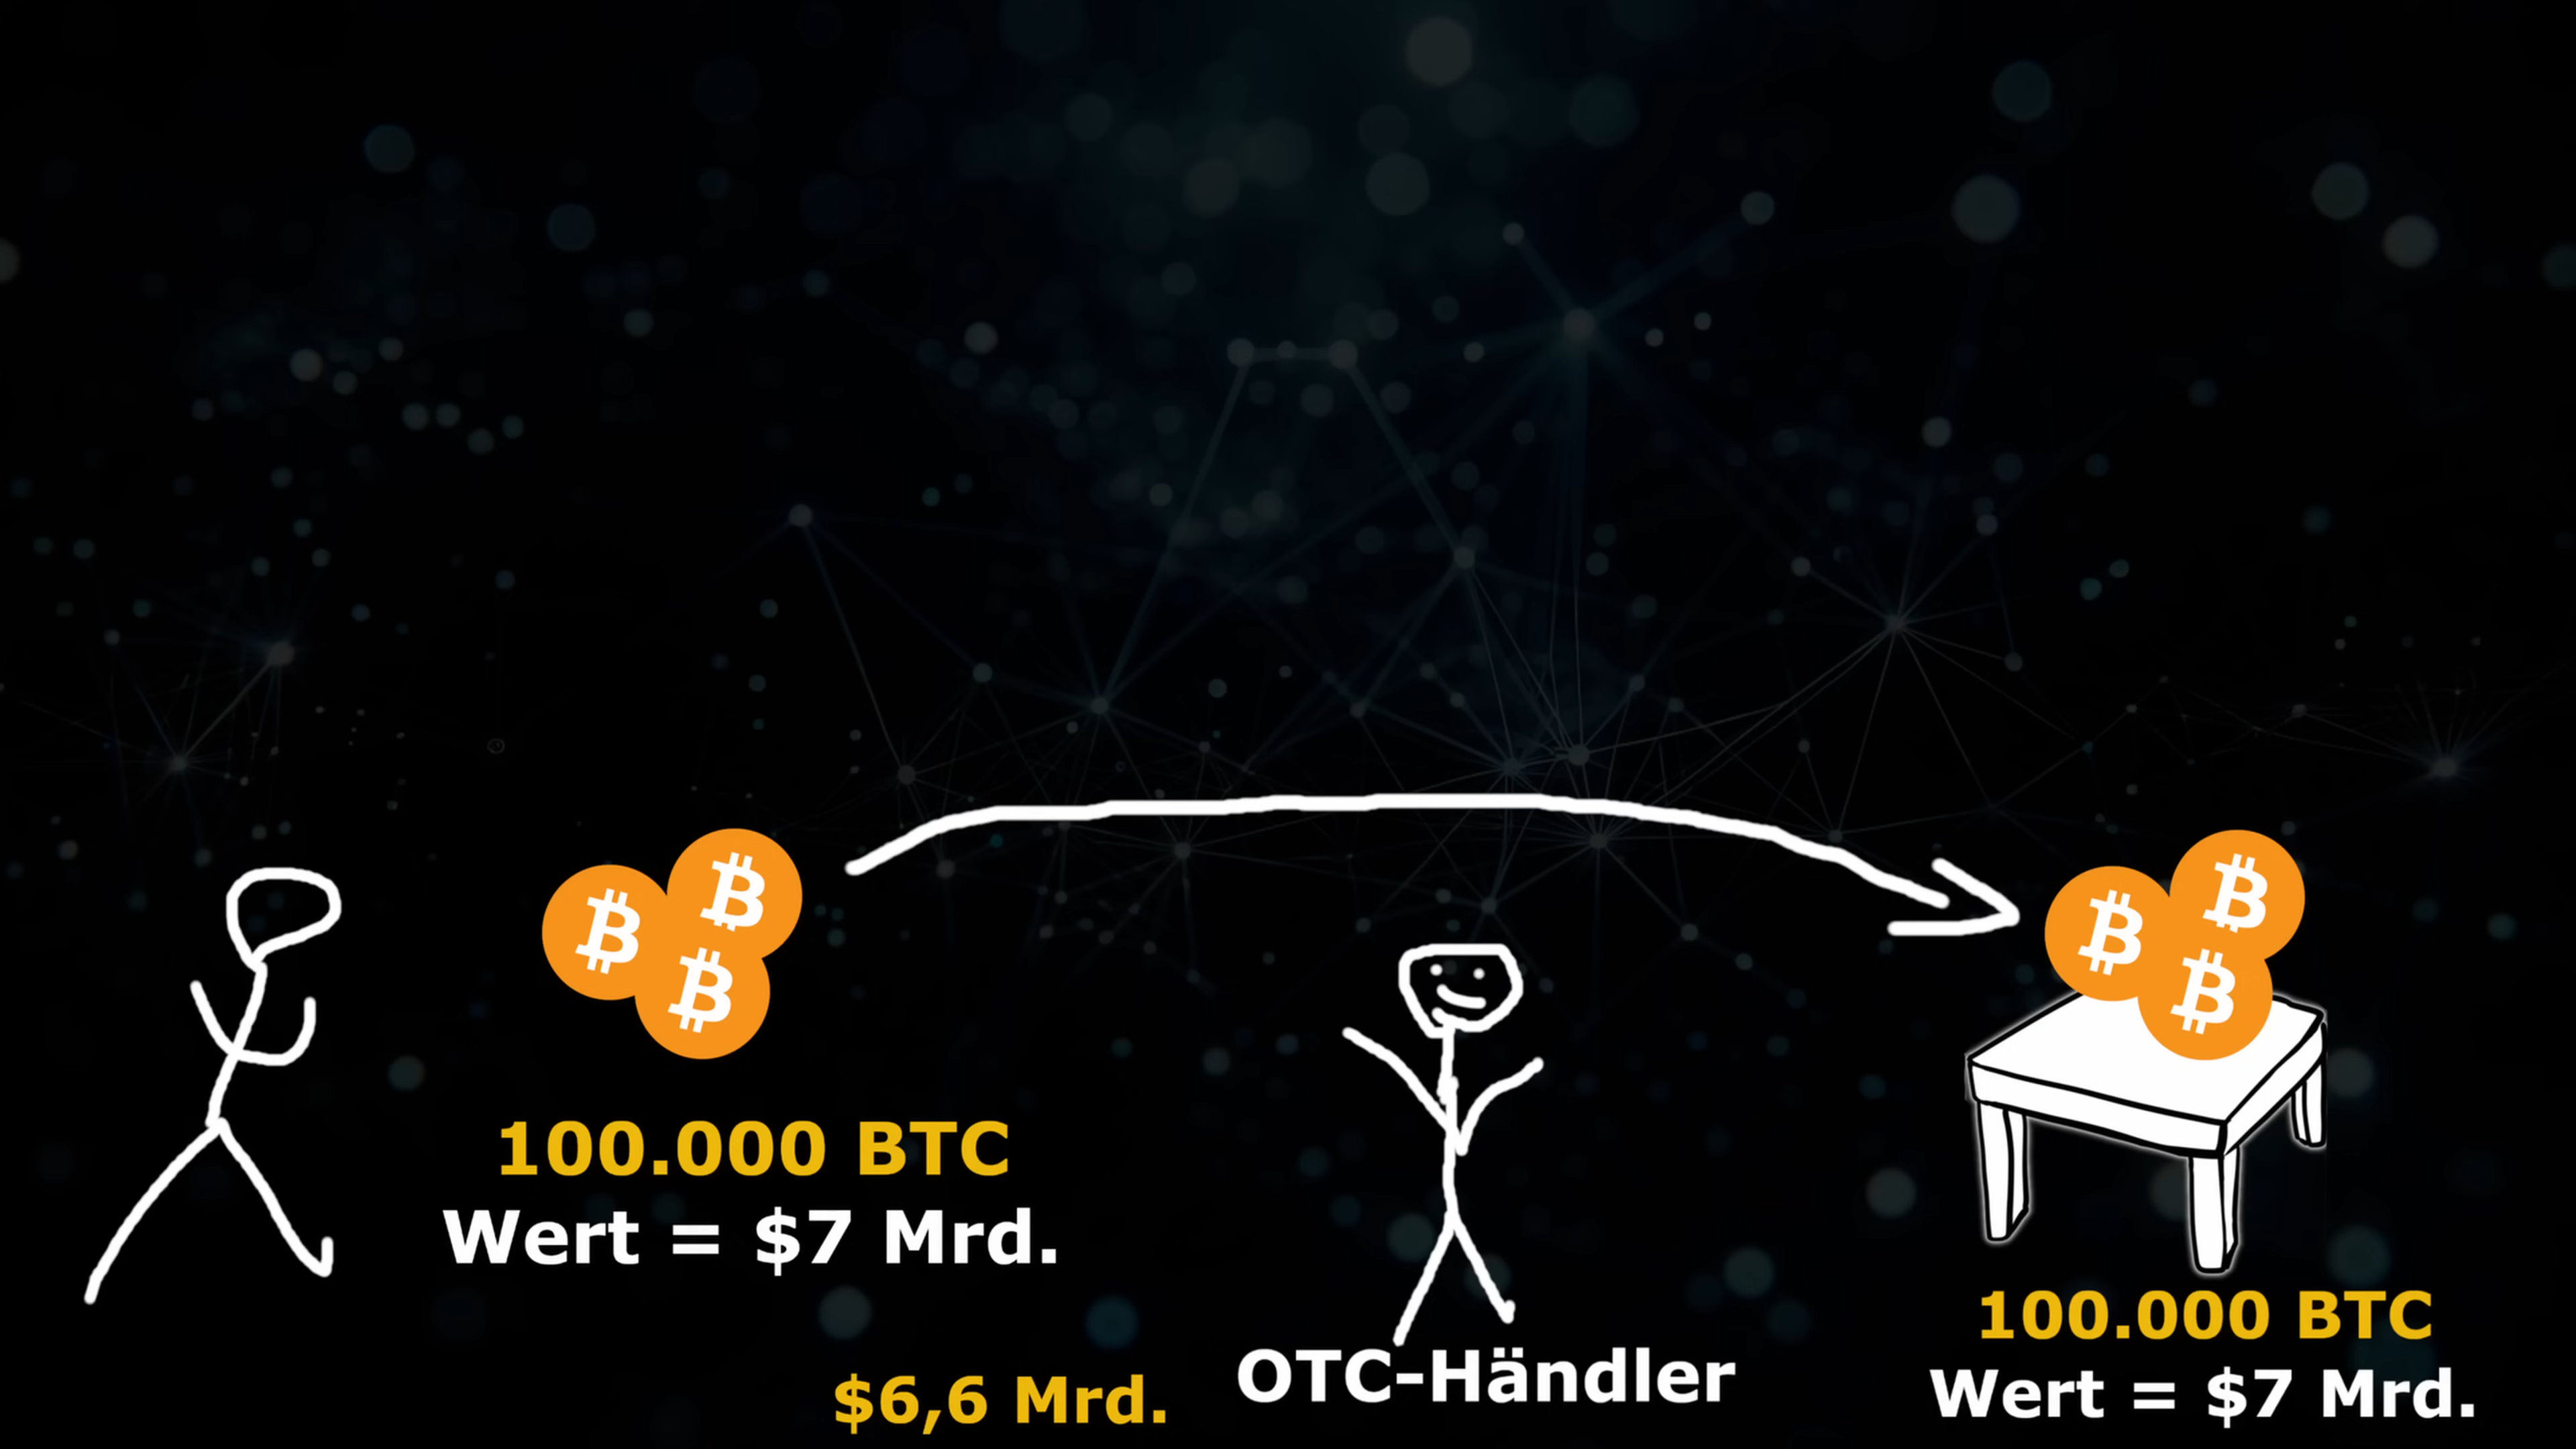 100.000 BTC
Wert = $7 Mrd.
$6,6 Mrd.
OTC-Händler
100.000 BTC
Wert = $7 Mrd.